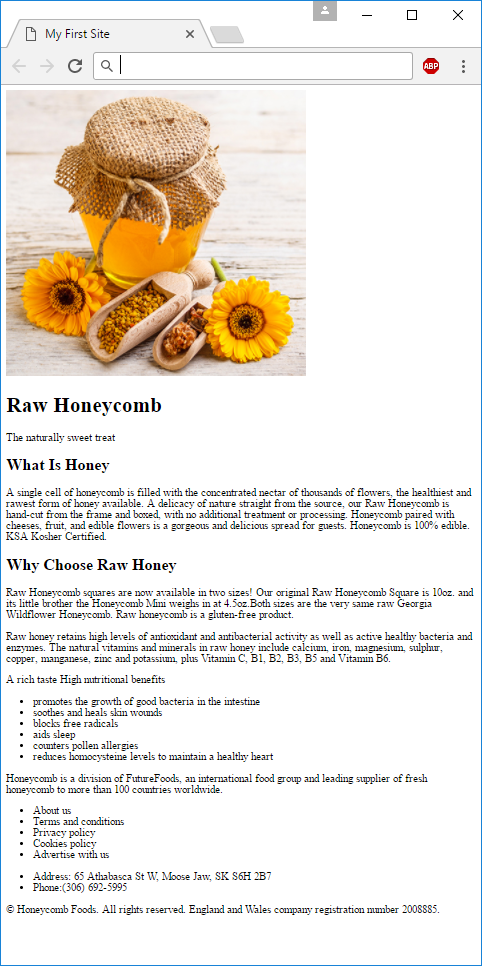 My First Site
ABP
Raw Honeycomb
The naturally sweet treat
What Is Honey
A single cell of honeycomb is filled with the concentrated nectar of thousands of flowers, the healthiest and
rawest form of honey available. A delicacy of nature straight from the source, our Raw Honeycomb is
hand-cut from the frame and boxed, with no additional treatment or processing. Honeycomb paired with
cheeses, fruit, and edible flowers is a gorgeous and delicious spread for guests. Honeycomb is 100% edible.
KSA Kosher Certified.
Why Choose Raw Honey
Raw Honeycomb squares are now available in two sizes! Our original Raw Honeycomb Square is 10oz. and
its little brother the Honeycomb Mini weighs in at 4.5oz.Both sizes are the very same raw Georgia
Wildflower Honeycomb. Raw honeycomb is a gluten-free product.
Raw honey retains high levels of antioxidant and antibacterial activity as well as active healthy bacteria and
enzymes. The natural vitamins and minerals in raw honey include calcium, iron, magnesium, sulphur,
copper, manganese, zinc and potassium, plus Vitamin C, B1, B2, B3, B5 and Vitamin B6.
A rich taste High nutritional benefits
• promotes the growth of good bacteria in the intestine
• soothes and heals skin wounds
• blocks free radicals
• aids sleep
• counters pollen allergies
• reduces homocysteine levels to maintain a healthy heart
Honeycomb is a division of FutureFoods, an international food group and leading supplier of fresh
honeycomb to more than 100 countries worldwide.
• About us
• Terms and conditions
• Privacy policy
• Cookies policy
• Advertise with us
• Address: 65 Athabasca St W, Moose Jaw, SK S6H 2B7
• Phone:(306) 692-5995
© Honeycomb Foods. All rights reserved. England and Wales company registration number 2008885.